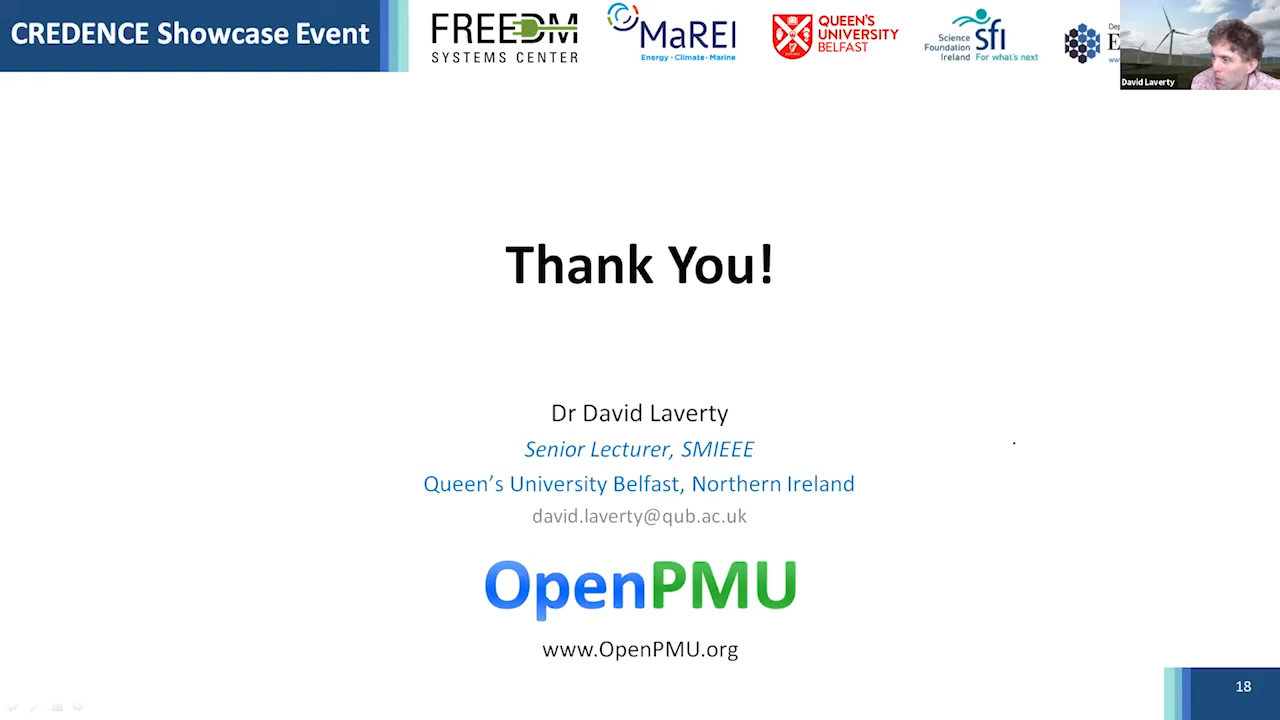 CREDENCE Showcase Event
FREEDM
SYSTEMS CENTER
MaREI
Energy • Climate • Marine
QUEEN'S
UNIVERSITY
BELFAST
Science
Foundation
Ireland
sfi
For what's next
David Laverty
Thank You!
Dr David Laverty
Senior Lecturer, SMIEEE
Queen's University Belfast, Northern Ireland
david.laverty@qub.ac.uk
OpenPMU
www.OpenPMU.org
18